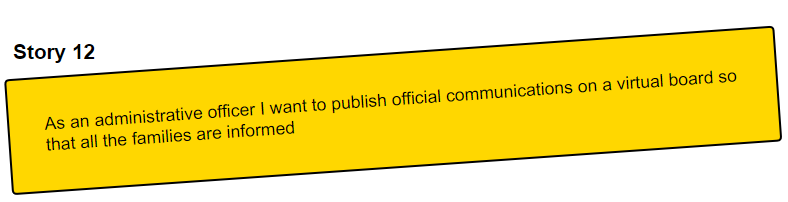 Story 12
As an administrative officer I want to publish official communications on a virtual board so
that all the families are informed